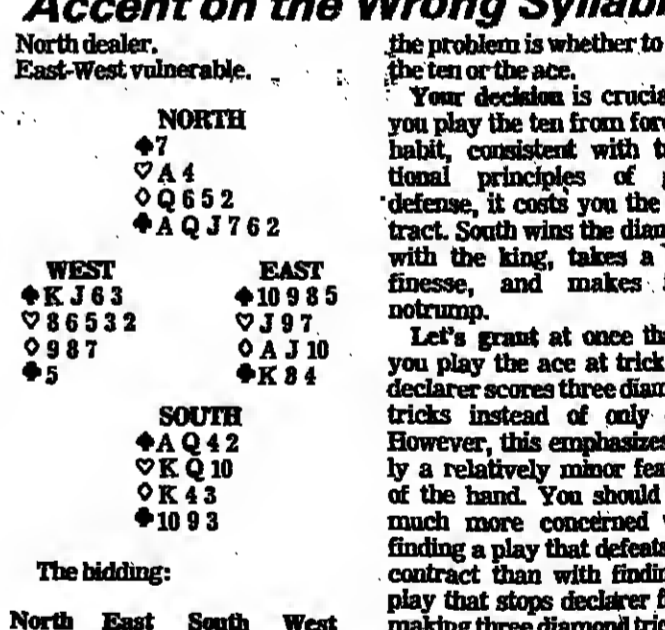 Accent on the Wrong
North dealer.
East-West vulnerable.
NORTH
♠7
♡A 4
◇Q 6 5 2
♣A Q J 7 6 2
WEST EAST
♠K J 6 3 ♠10 9 8 5
♡8 6 5 3 2 ♡J 9 7
◇9 8 7 ◇A J 10
♣5 ♣K 8 4
SOUTH
♠A Q 4 2
♡K Q 10
◇K 4 3
♣10 9 3
The bidding:
North East South West
the problem is whether to
the ten or the ace.
Your decision is crucia
you play the ten from for
habit, consistent with t
tional principles of
defense, it costs you the
tract. South wins the diam
with the king, takes a
finesse, and makes
notrump.
Let's grant at once tha
you play the ace at trick
declarer scores three diam
tricks instead of only
However, this emphasizes
ly a relatively minor fea
of the hand. You should
much more concerned
finding a play that defeats
contract than with findin
play that stops declarer f
making three diamond tric